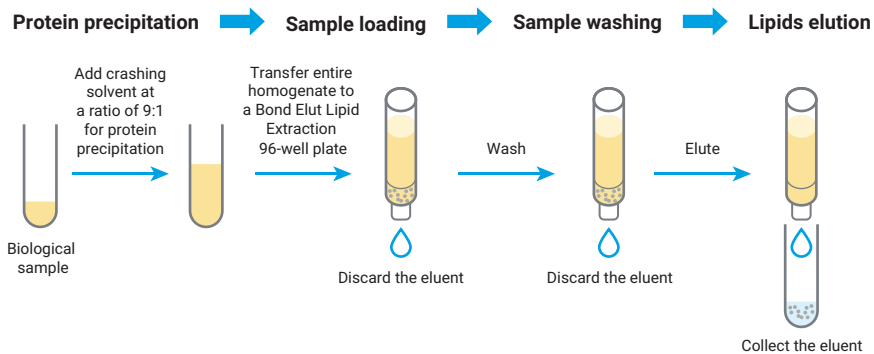 Protein precipitation
Sample loading
Sample washing
Lipids elution
Add crashing
solvent at
a ratio of 9:1
for protein
precipitation
Transfer entire
homogenate to
a Bond Elut Lipid
Extraction
96-well plate
Wash
Elute
Biological
sample
Discard the eluent
Discard the eluent
Collect the eluent